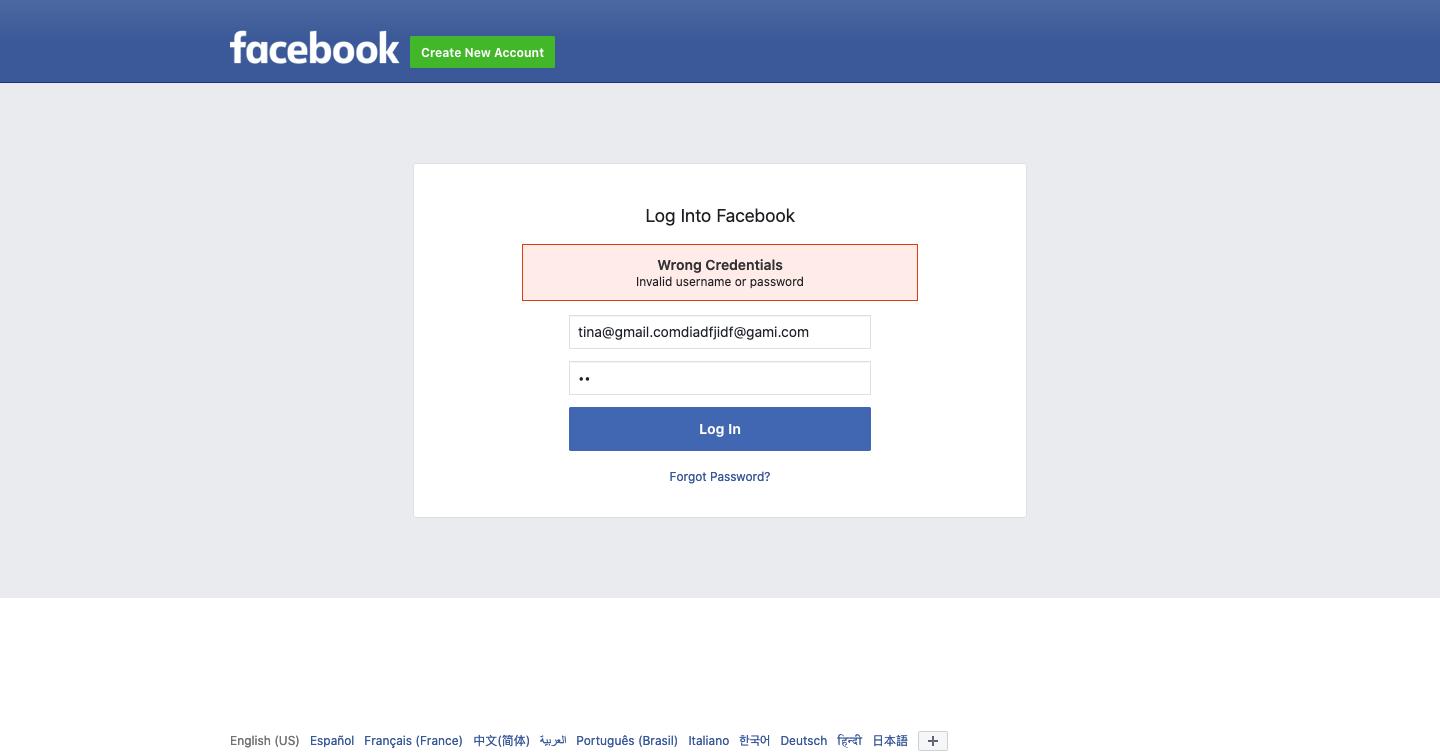 facebook Create New Account
Log Into Facebook
Wrong Credentials
Invalid username or password
tina@gmail.comdiadfjidf@gami.com
••
Log In
Forgot Password?
English (US) Español Français (France) 中文(简体) العربية Português (Brasil) Italiano 한국어 Deutsch हिन्दी 日本語 +